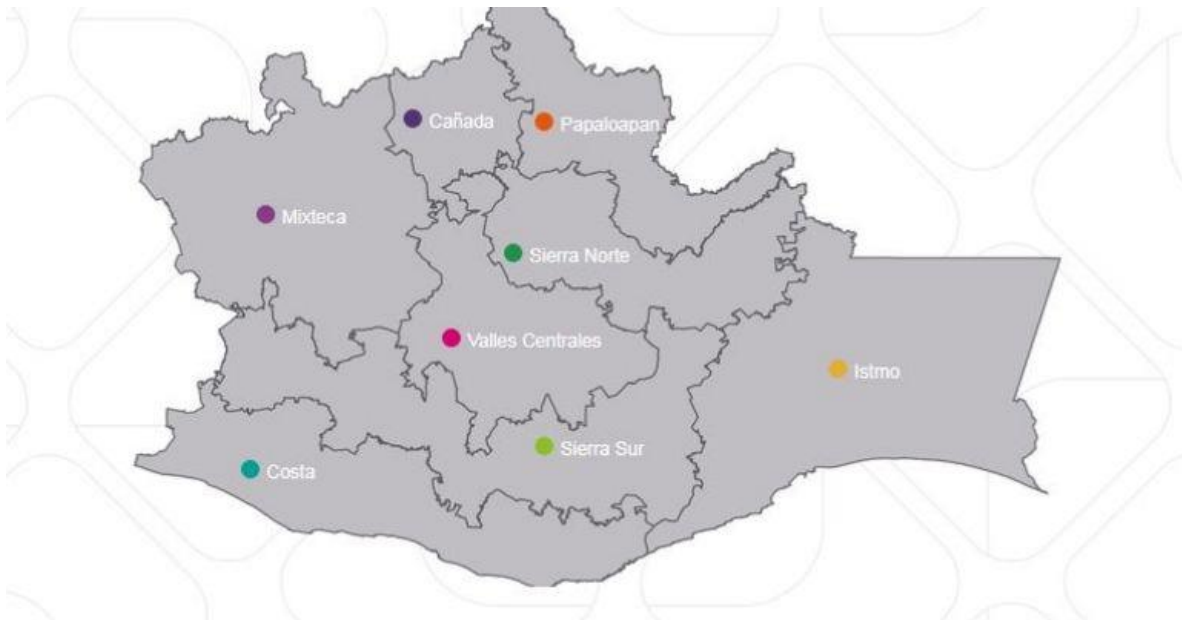 Cañada
Papaloapan
Mixteca
Sierra Norte
Valles Centrales
Istmo
Sierra Sur
Costa